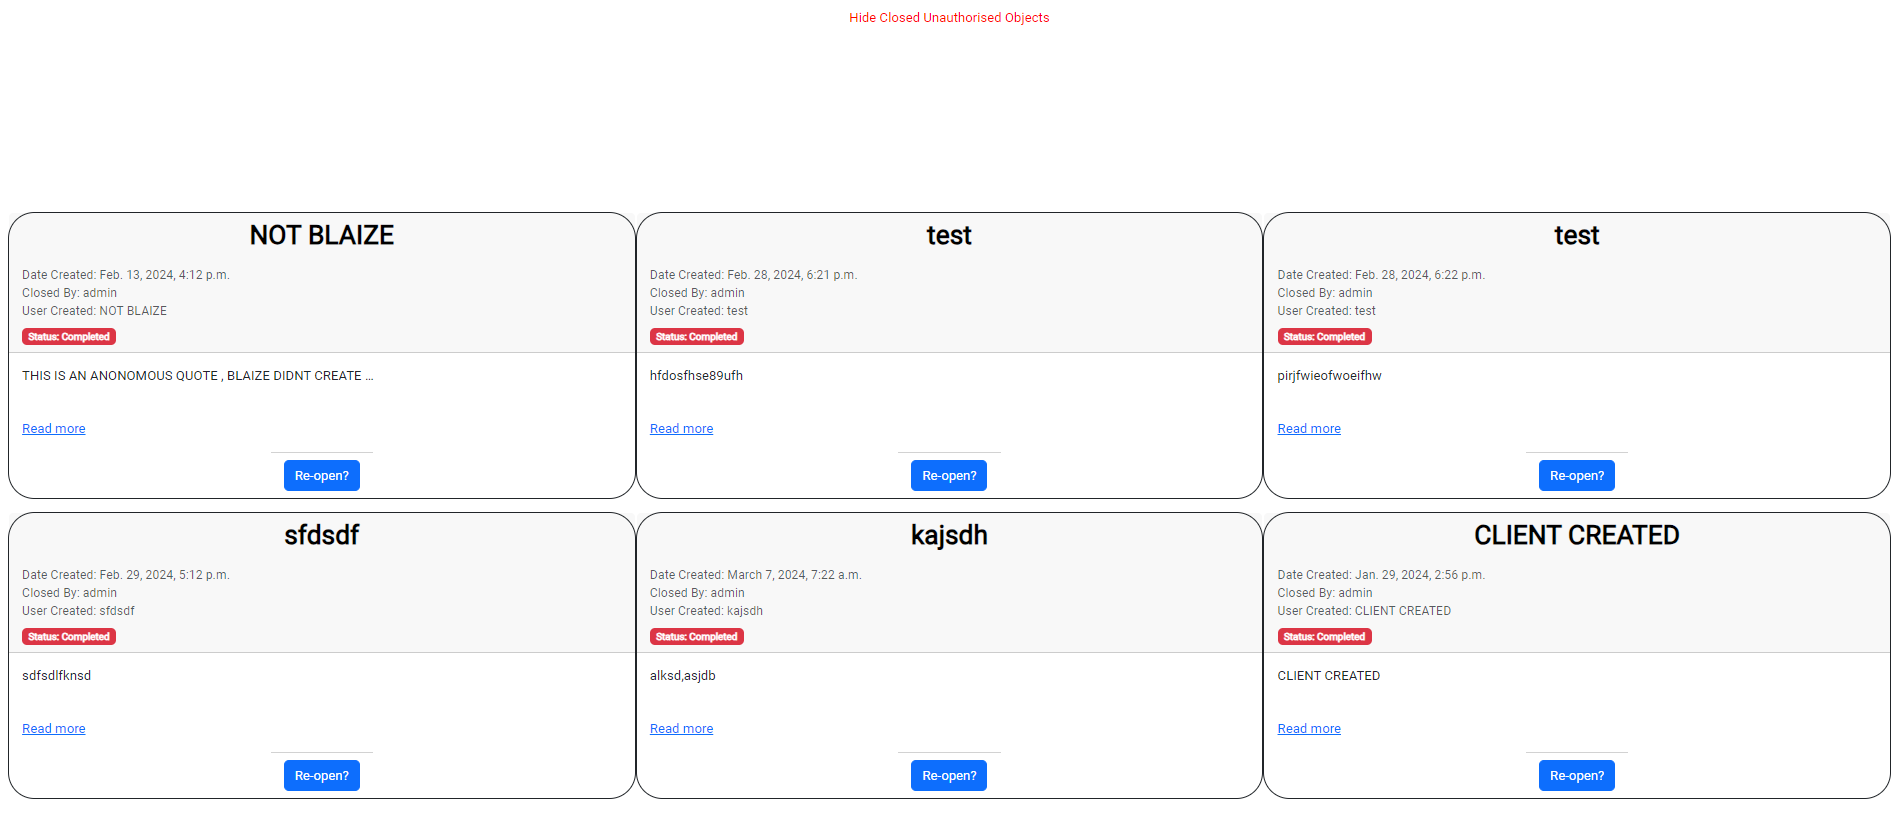 Hide Closed Unauthorised Objects
NOT BLAIZE
Date Created: Feb. 13, 2024, 4:12 p.m.
Closed By: admin
User Created: NOT BLAIZE
Status: Completed
THIS IS AN ANONOMOUS QUOTE , BLAIZE DIDNT CREATE ...
Read more
Re-open?
test
Date Created: Feb. 28, 2024, 6:21 p.m.
Closed By: admin
User Created: test
Status: Completed
hfdosfhse89ufh
Read more
Re-open?
test
Date Created: Feb. 28, 2024, 6:22 p.m.
Closed By: admin
User Created: test
Status: Completed
pirjfwieofwoeifhw
Read more
Re-open?
sfdsdf
Date Created: Feb. 29, 2024, 5:12 p.m.
Closed By: admin
User Created: sfdsdf
Status: Completed
sdfsdlfknsd
Read more
Re-open?
kajsdh
Date Created: March 7, 2024, 7:22 a.m.
Closed By: admin
User Created: kajsdh
Status: Completed
alksd,asjdb
Read more
Re-open?
CLIENT CREATED
Date Created: Jan. 29, 2024, 2:56 p.m.
Closed By: admin
User Created: CLIENT CREATED
Status: Completed
CLIENT CREATED
Read more
Re-open?